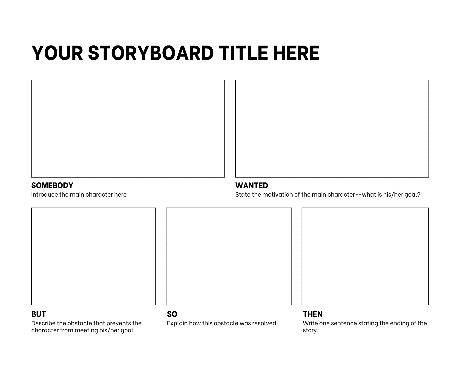 YOUR STORYBOARD TITLE HERE
SOMEBODY
Introduce the main character here
WANTED
State the motivation of the main character--what is his/her goal?
BUT
Describe the obstacle that prevents the
character from meeting his/her goal
SO
Explain how this obstacle was resolved
THEN
Write one sentence stating the ending of the
story.